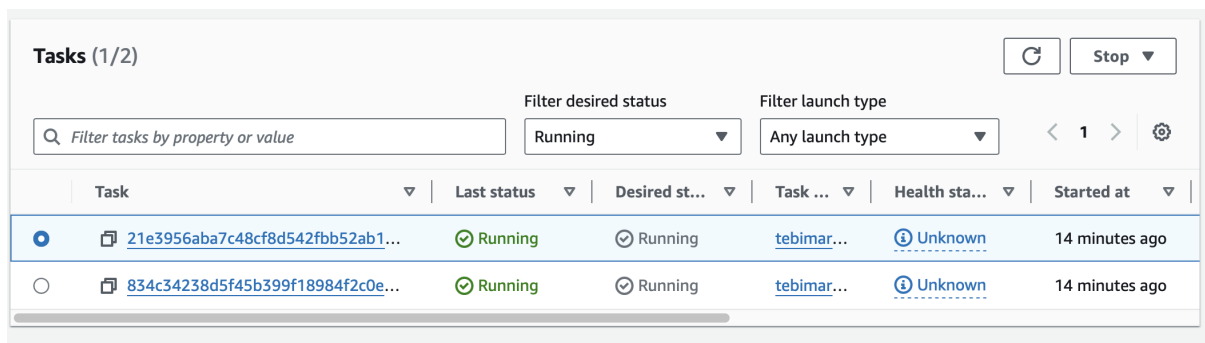 Tasks (1/2)
Stop
Filter desired status
Filter launch type
Filter tasks by property or value
Running
Any launch type
1
Task Last status Desired st... Task ... Health sta... Started at
21e3956aba7c48cf8d542fbb52ab1... Running Running tebimar... Unknown 14 minutes ago
834c34238d5f45b399f18984f2c0e... Running Running tebimar... Unknown 14 minutes ago